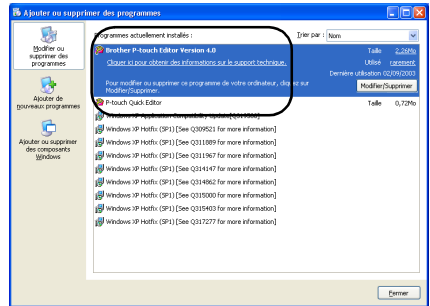 Ajouter ou supprimer des programmes
Modifier ou
supprimer des
programmes
Ajouter de
nouveaux programmes
Ajouter ou supprimer
des composants
Windows
Programmes actuellement installés :
Trier par : Nom
Brother P-touch Editor Version 4.0
Taille 2,26Mo
Cliquer ici pour obtenir des informations sur le support technique.
Utilisé rarement
Dernière utilisation 02/09/2003
Pour modifier ou supprimer ce programme de votre ordinateur, cliquez sur
Modifier/Supprimer.
Modifier/Supprimer
P-touch Quick Editor
Taille 0,72Mo
Windows XP Application Compatibility Update
Windows XP Hotfix (SP1) [See Q309521 for more information]
Windows XP Hotfix (SP1) [See Q311889 for more information]
Windows XP Hotfix (SP1) [See Q311967 for more information]
Windows XP Hotfix (SP1) [See Q314147 for more information]
Windows XP Hotfix (SP1) [See Q314862 for more information]
Windows XP Hotfix (SP1) [See Q315000 for more information]
Windows XP Hotfix (SP1) [See Q315403 for more information]
Windows XP Hotfix (SP1) [See Q317277 for more information]
Fermer